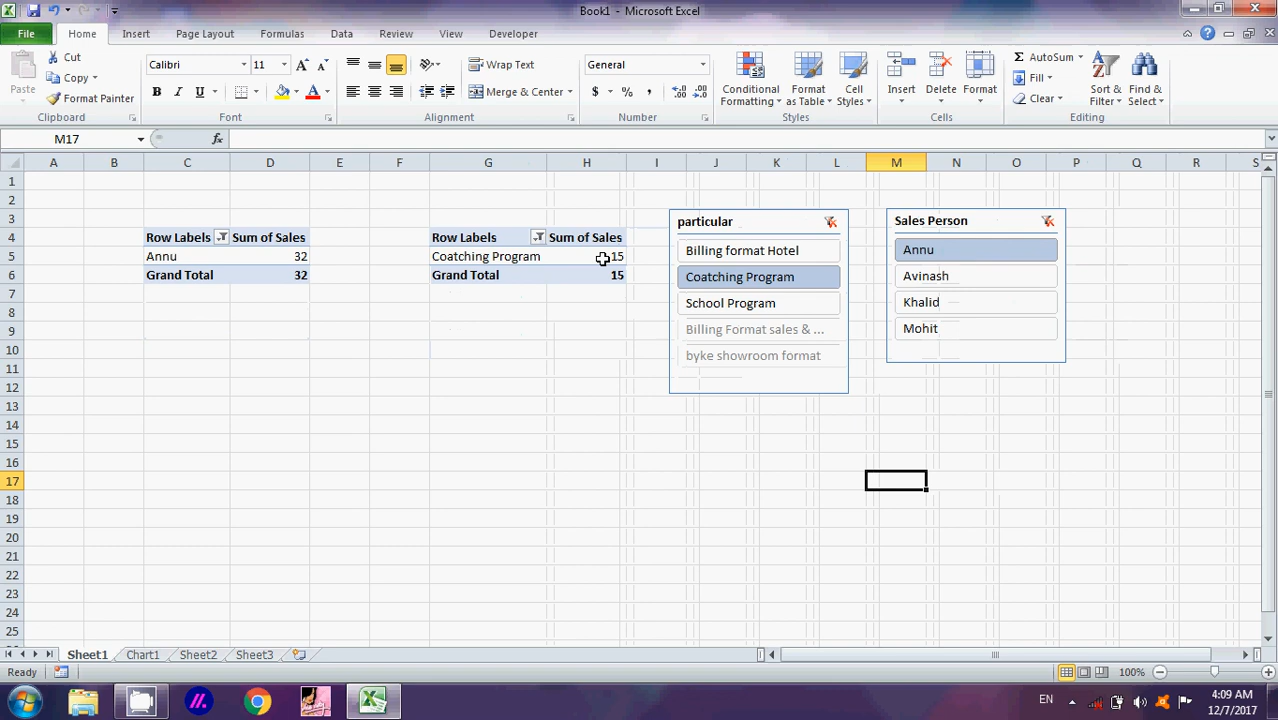 Book1 - Microsoft Excel
File Home Insert Page Layout Formulas Data Review View Developer
Paste
Cut
Copy
Format Painter
Clipboard
Calibri 11
B I U
Font
Wrap Text
Merge & Center
Alignment
General
$ % ,
Number
Conditional Formatting
Format as Table
Cell Styles
Styles
Insert
Delete
Format
Cells
AutoSum
Fill
Clear
Sort & Filter
Find & Select
Editing
M17 fx
A B C D E F G H I J K L M N O P Q R S
1
2
3
4 Row Labels Sum of Sales Row Labels Sum of Sales
5 Annu 32 Coatching Program 15
6 Grand Total 32 Grand Total 15
7
8
9
10
11
12
13
14
15
16
17
18
19
20
21
22
23
24
25
particular
Billing format Hotel
Coatching Program
School Program
Billing Format sales & ...
byke showroom format
Sales Person
Annu
Avinash
Khalid
Mohit
Sheet1 Chart1 Sheet2 Sheet3
Ready 100%
EN 4:09 AM
12/7/2017